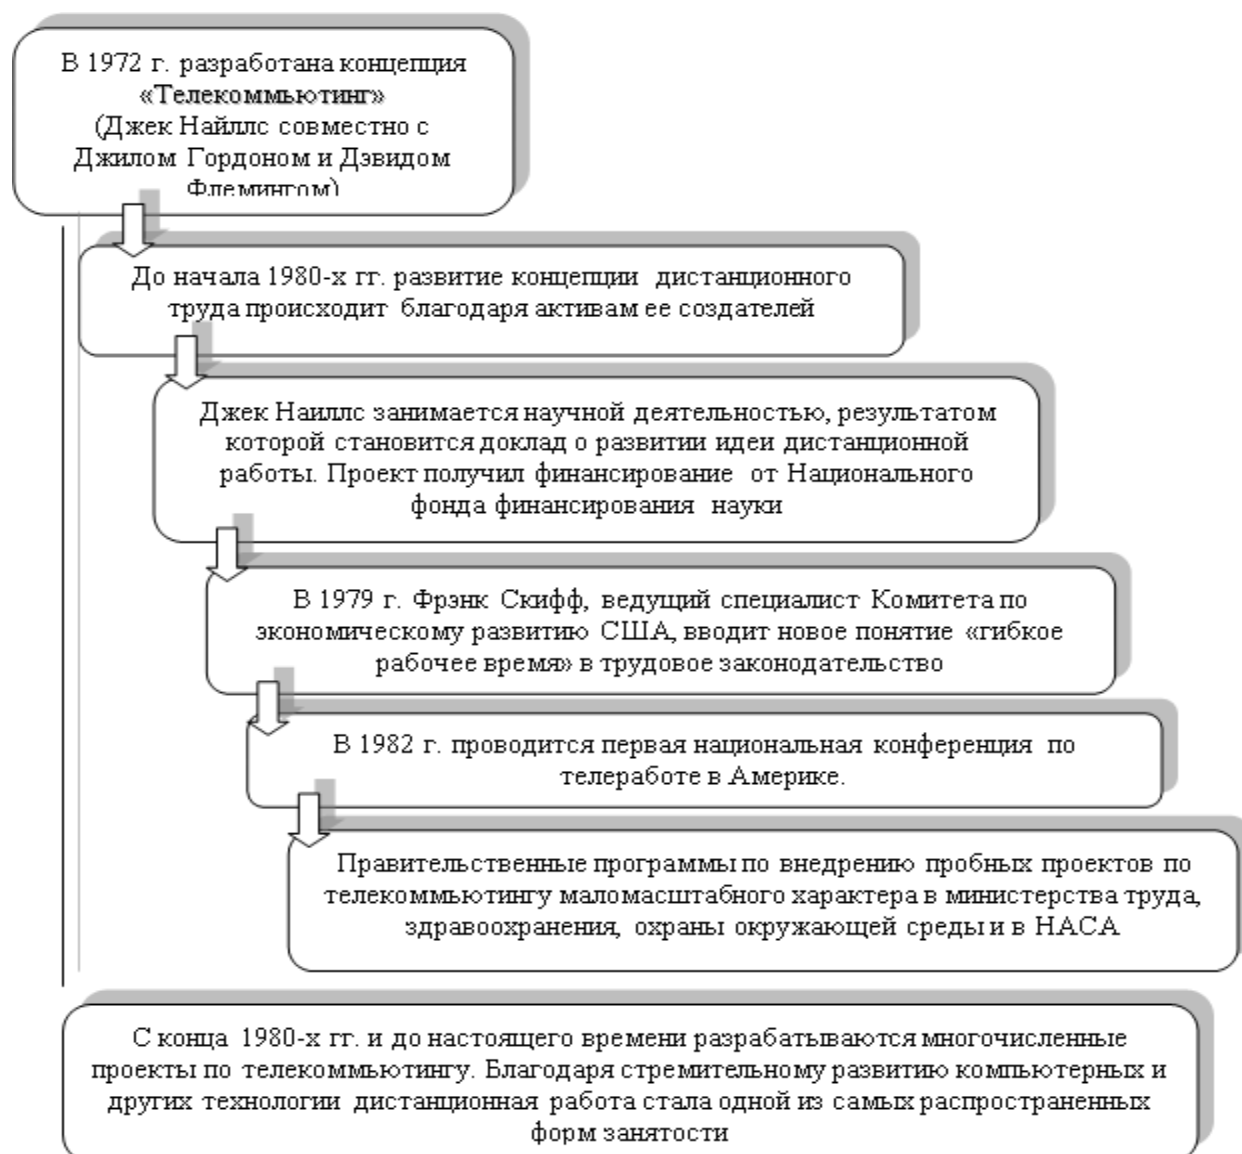 В 1972 г. разработана концепция
«Телекоммьютинг»
(Джек Найллс совместно с
Джилом Гордоном и Дэвидом
Флемингом)
До начала 1980-х гг. развитие концепции дистанционного
труда происходит благодаря активам ее создателей
Джек Наиллс занимается научной деятельностью, результатом
которой становится доклад о развитии идеи дистанционной
работы. Проект получил финансирование от Национального
фонда финансирования науки
В 1979 г. Фрэнк Скифф, ведущий специалист Комитета по
экономическому развитию США, вводит новое понятие «гибкое
рабочее время» в трудовое законодательство
В 1982 г. проводится первая национальная конференция по
телеработе в Америке.
Правительственные программы по внедрению пробных проектов по
телекоммьютингу маломасштабного характера в министерства труда,
здравоохранения, охраны окружающей среды и в НАСА
С конца 1980-х гг. и до настоящего времени разрабатываются многочисленные
проекты по телекоммьютингу. Благодаря стремительному развитию компьютерных и
других технологии дистанционная работа стала одной из самых распространенных
форм занятости